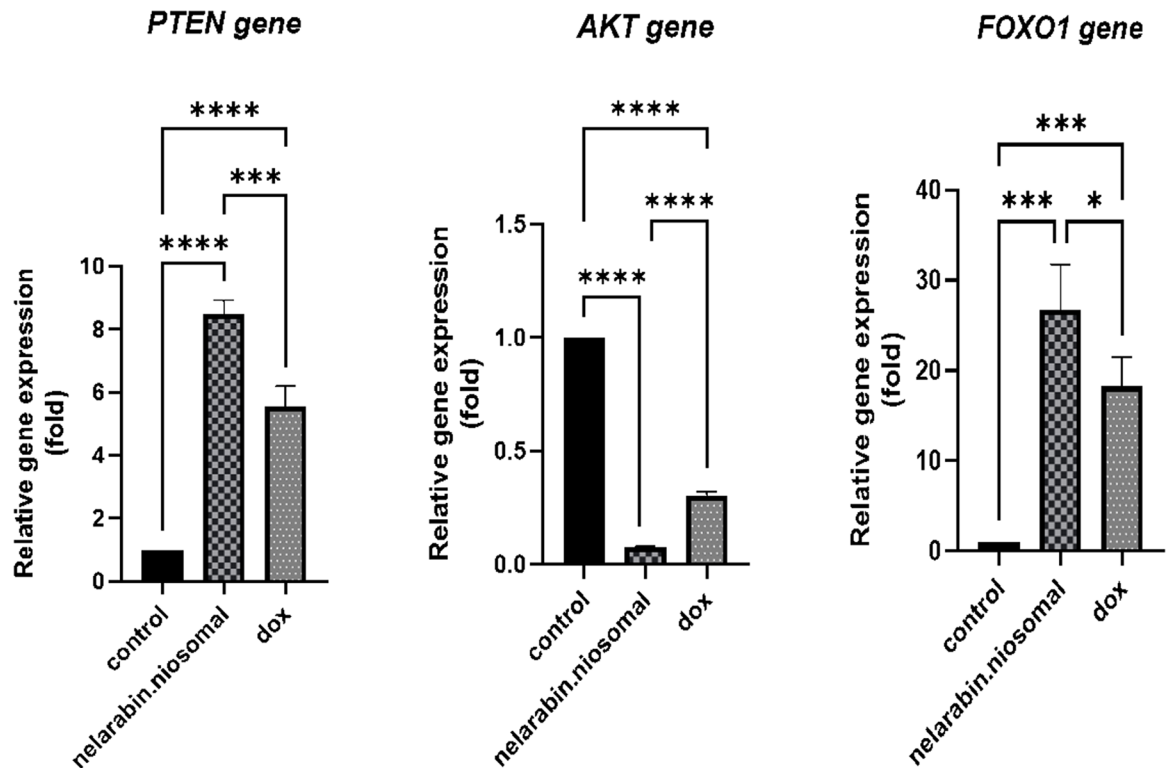 PTEN gene
****
***
****
Relative gene expression
(fold)
10
8
6
4
2
0
control
nelarabin.niosomal
dox
AKT gene
****
****
****
Relative gene expression
(fold)
1.5
1.0
0.5
0.0
control
nelarabin.niosomal
dox
FOXO1 gene
***
***
*
Relative gene expression
(fold)
40
30
20
10
0
control
nelarabin.niosomal
dox